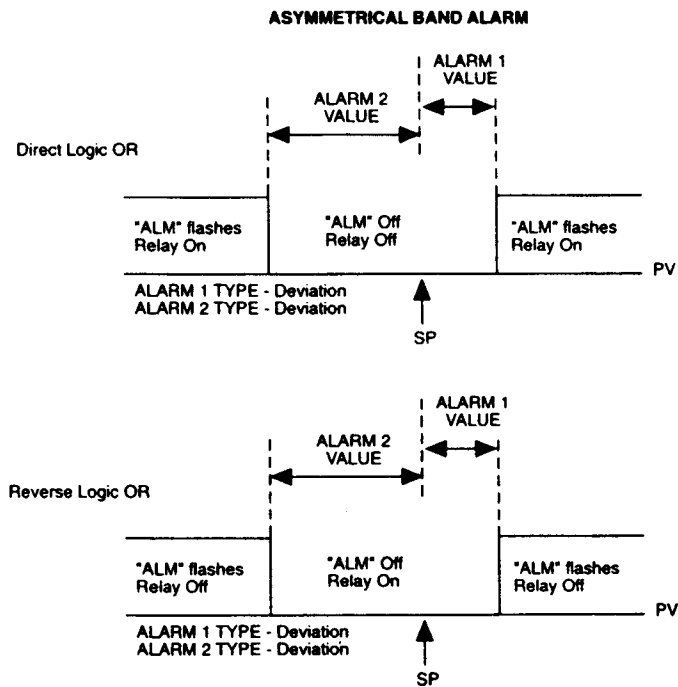 ASYMMETRICAL BAND ALARM
ALARM 1
VALUE
ALARM 2
VALUE
Direct Logic OR
"ALM" flashes
Relay On
"ALM" Off
Relay Off
"ALM" flashes
Relay On
PV
ALARM 1 TYPE - Deviation
ALARM 2 TYPE - Deviation
SP
ALARM 1
VALUE
ALARM 2
VALUE
Reverse Logic OR
"ALM" flashes
Relay Off
"ALM" Off
Relay On
"ALM" flashes
Relay Off
PV
ALARM 1 TYPE - Deviation
ALARM 2 TYPE - Deviation
SP